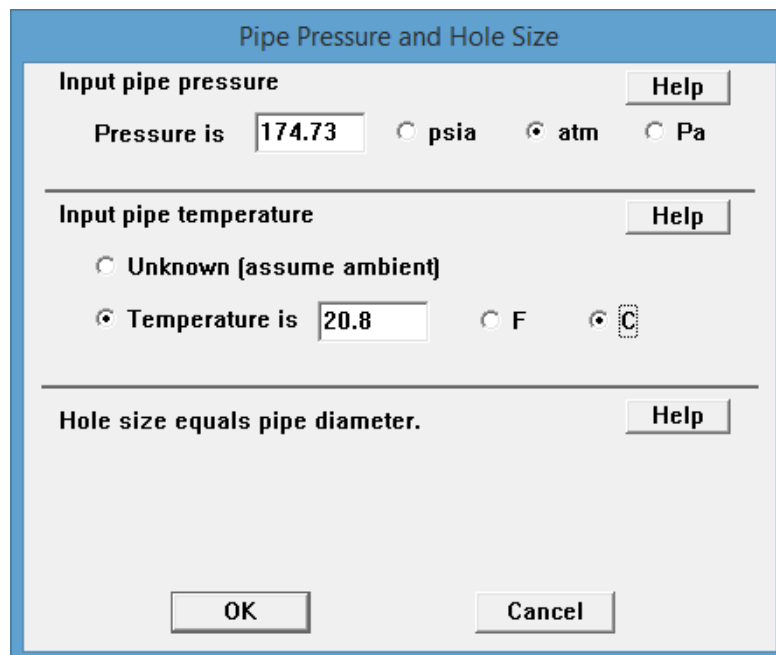 Pipe Pressure and Hole Size
Input pipe pressure Help
Pressure is 174.73 psia atm Pa
Input pipe temperature Help
Unknown (assume ambient)
Temperature is 20.8 F C
Hole size equals pipe diameter. Help
OK Cancel